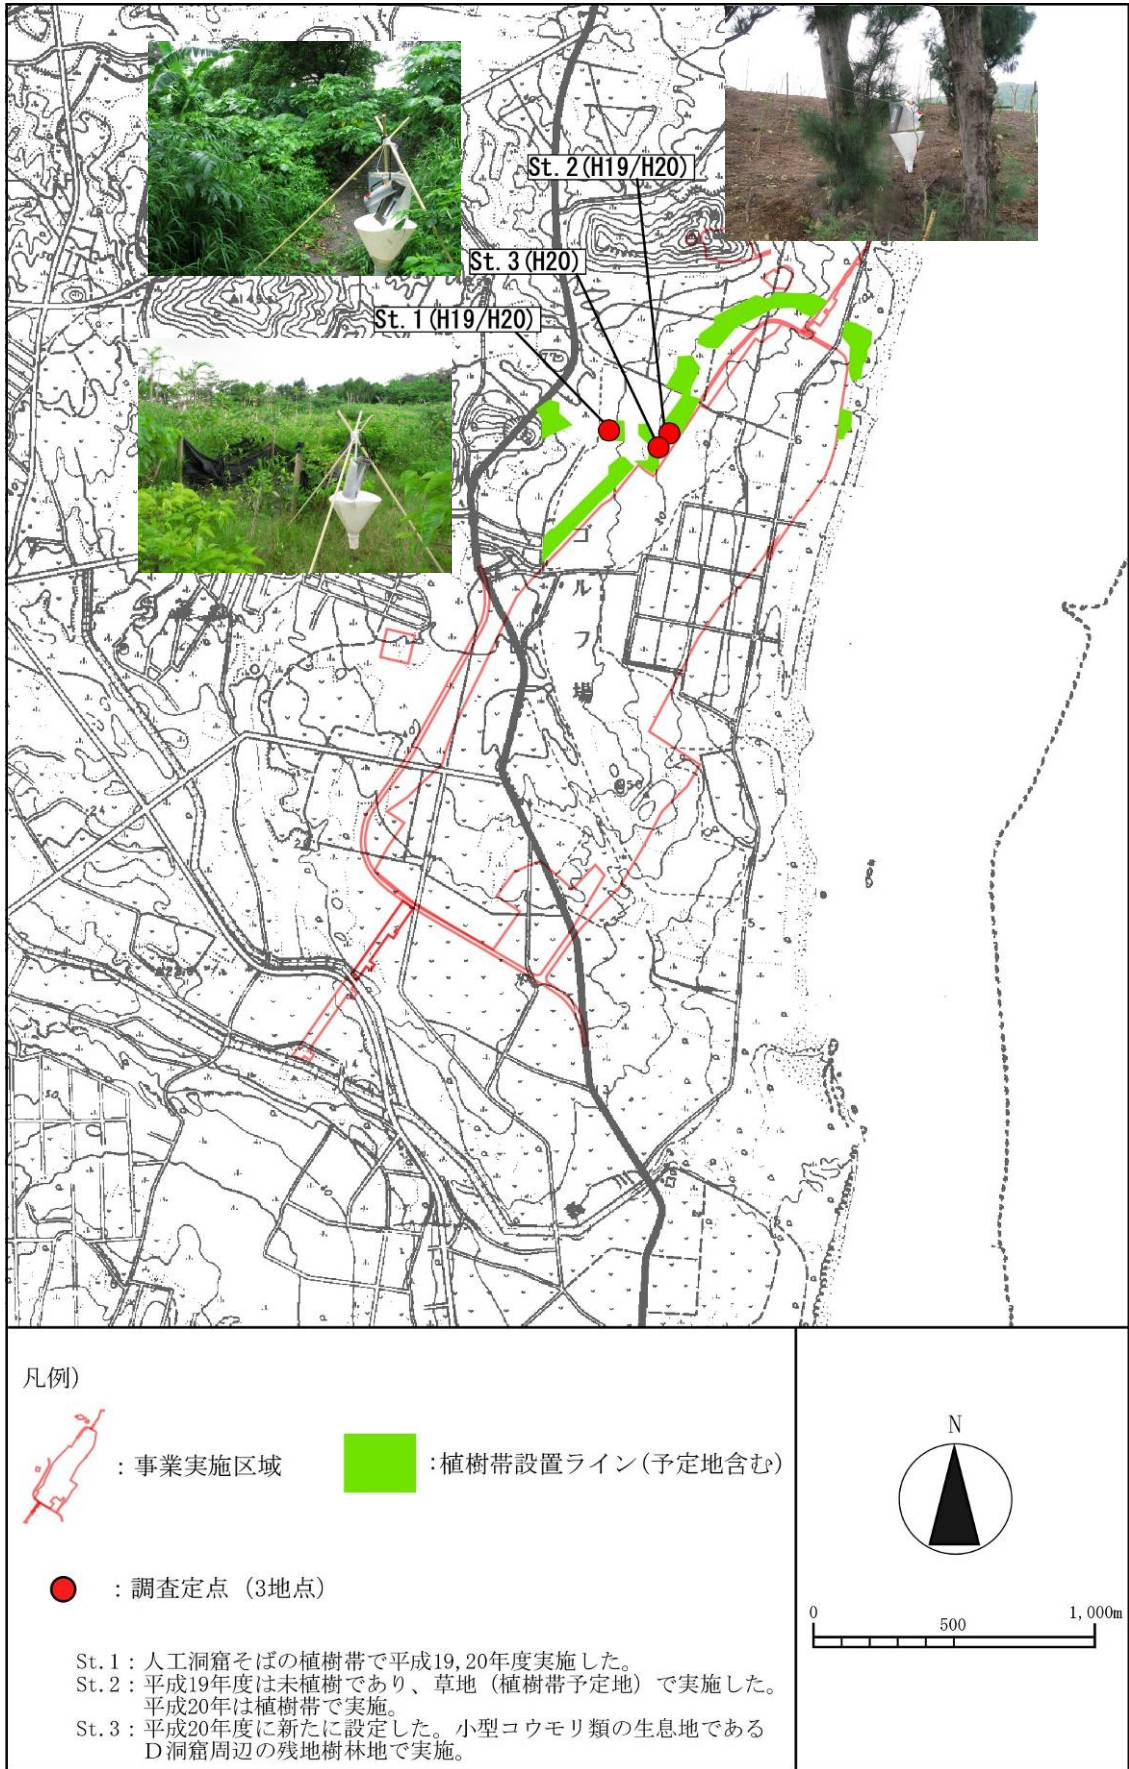 St. 2 (H19/H20)
St. 3 (H20)
St. 1 (H19/H20)
ゴルフ場
凡例)
：事業実施区域
：植樹帯設置ライン(予定地含む)
：調査定点（3地点）
N
0 500 1,000m
St. 1：人工洞窟そばの植樹帯で平成19, 20年度実施した。
St. 2：平成19年度は未植樹であり、草地（植樹帯予定地）で実施した。
平成20年は植樹帯で実施。
St. 3：平成20年度に新たに設定した。小型コウモリ類の生息地である
Ｄ洞窟周辺の残地樹林地で実施。